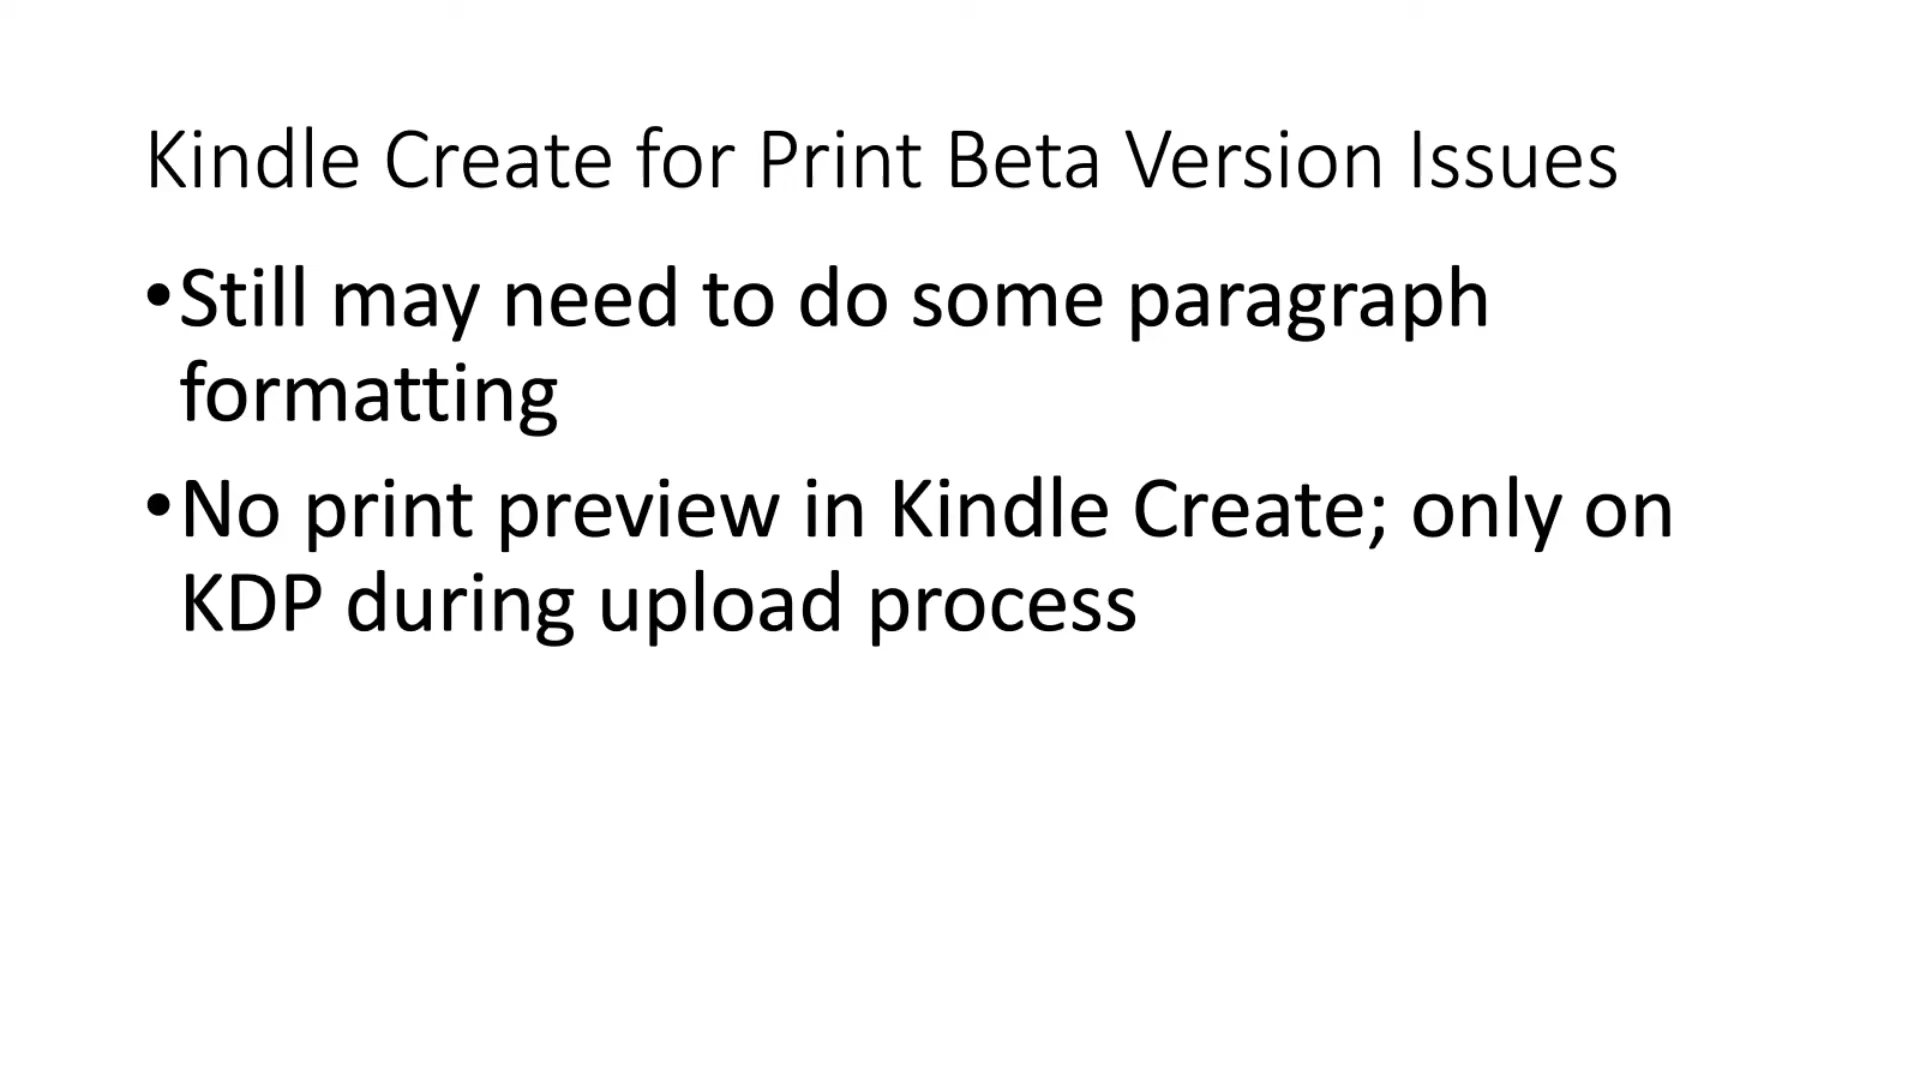 Kindle Create for Print Beta Version Issues
•Still may need to do some paragraph
formatting
•No print preview in Kindle Create; only on
KDP during upload process